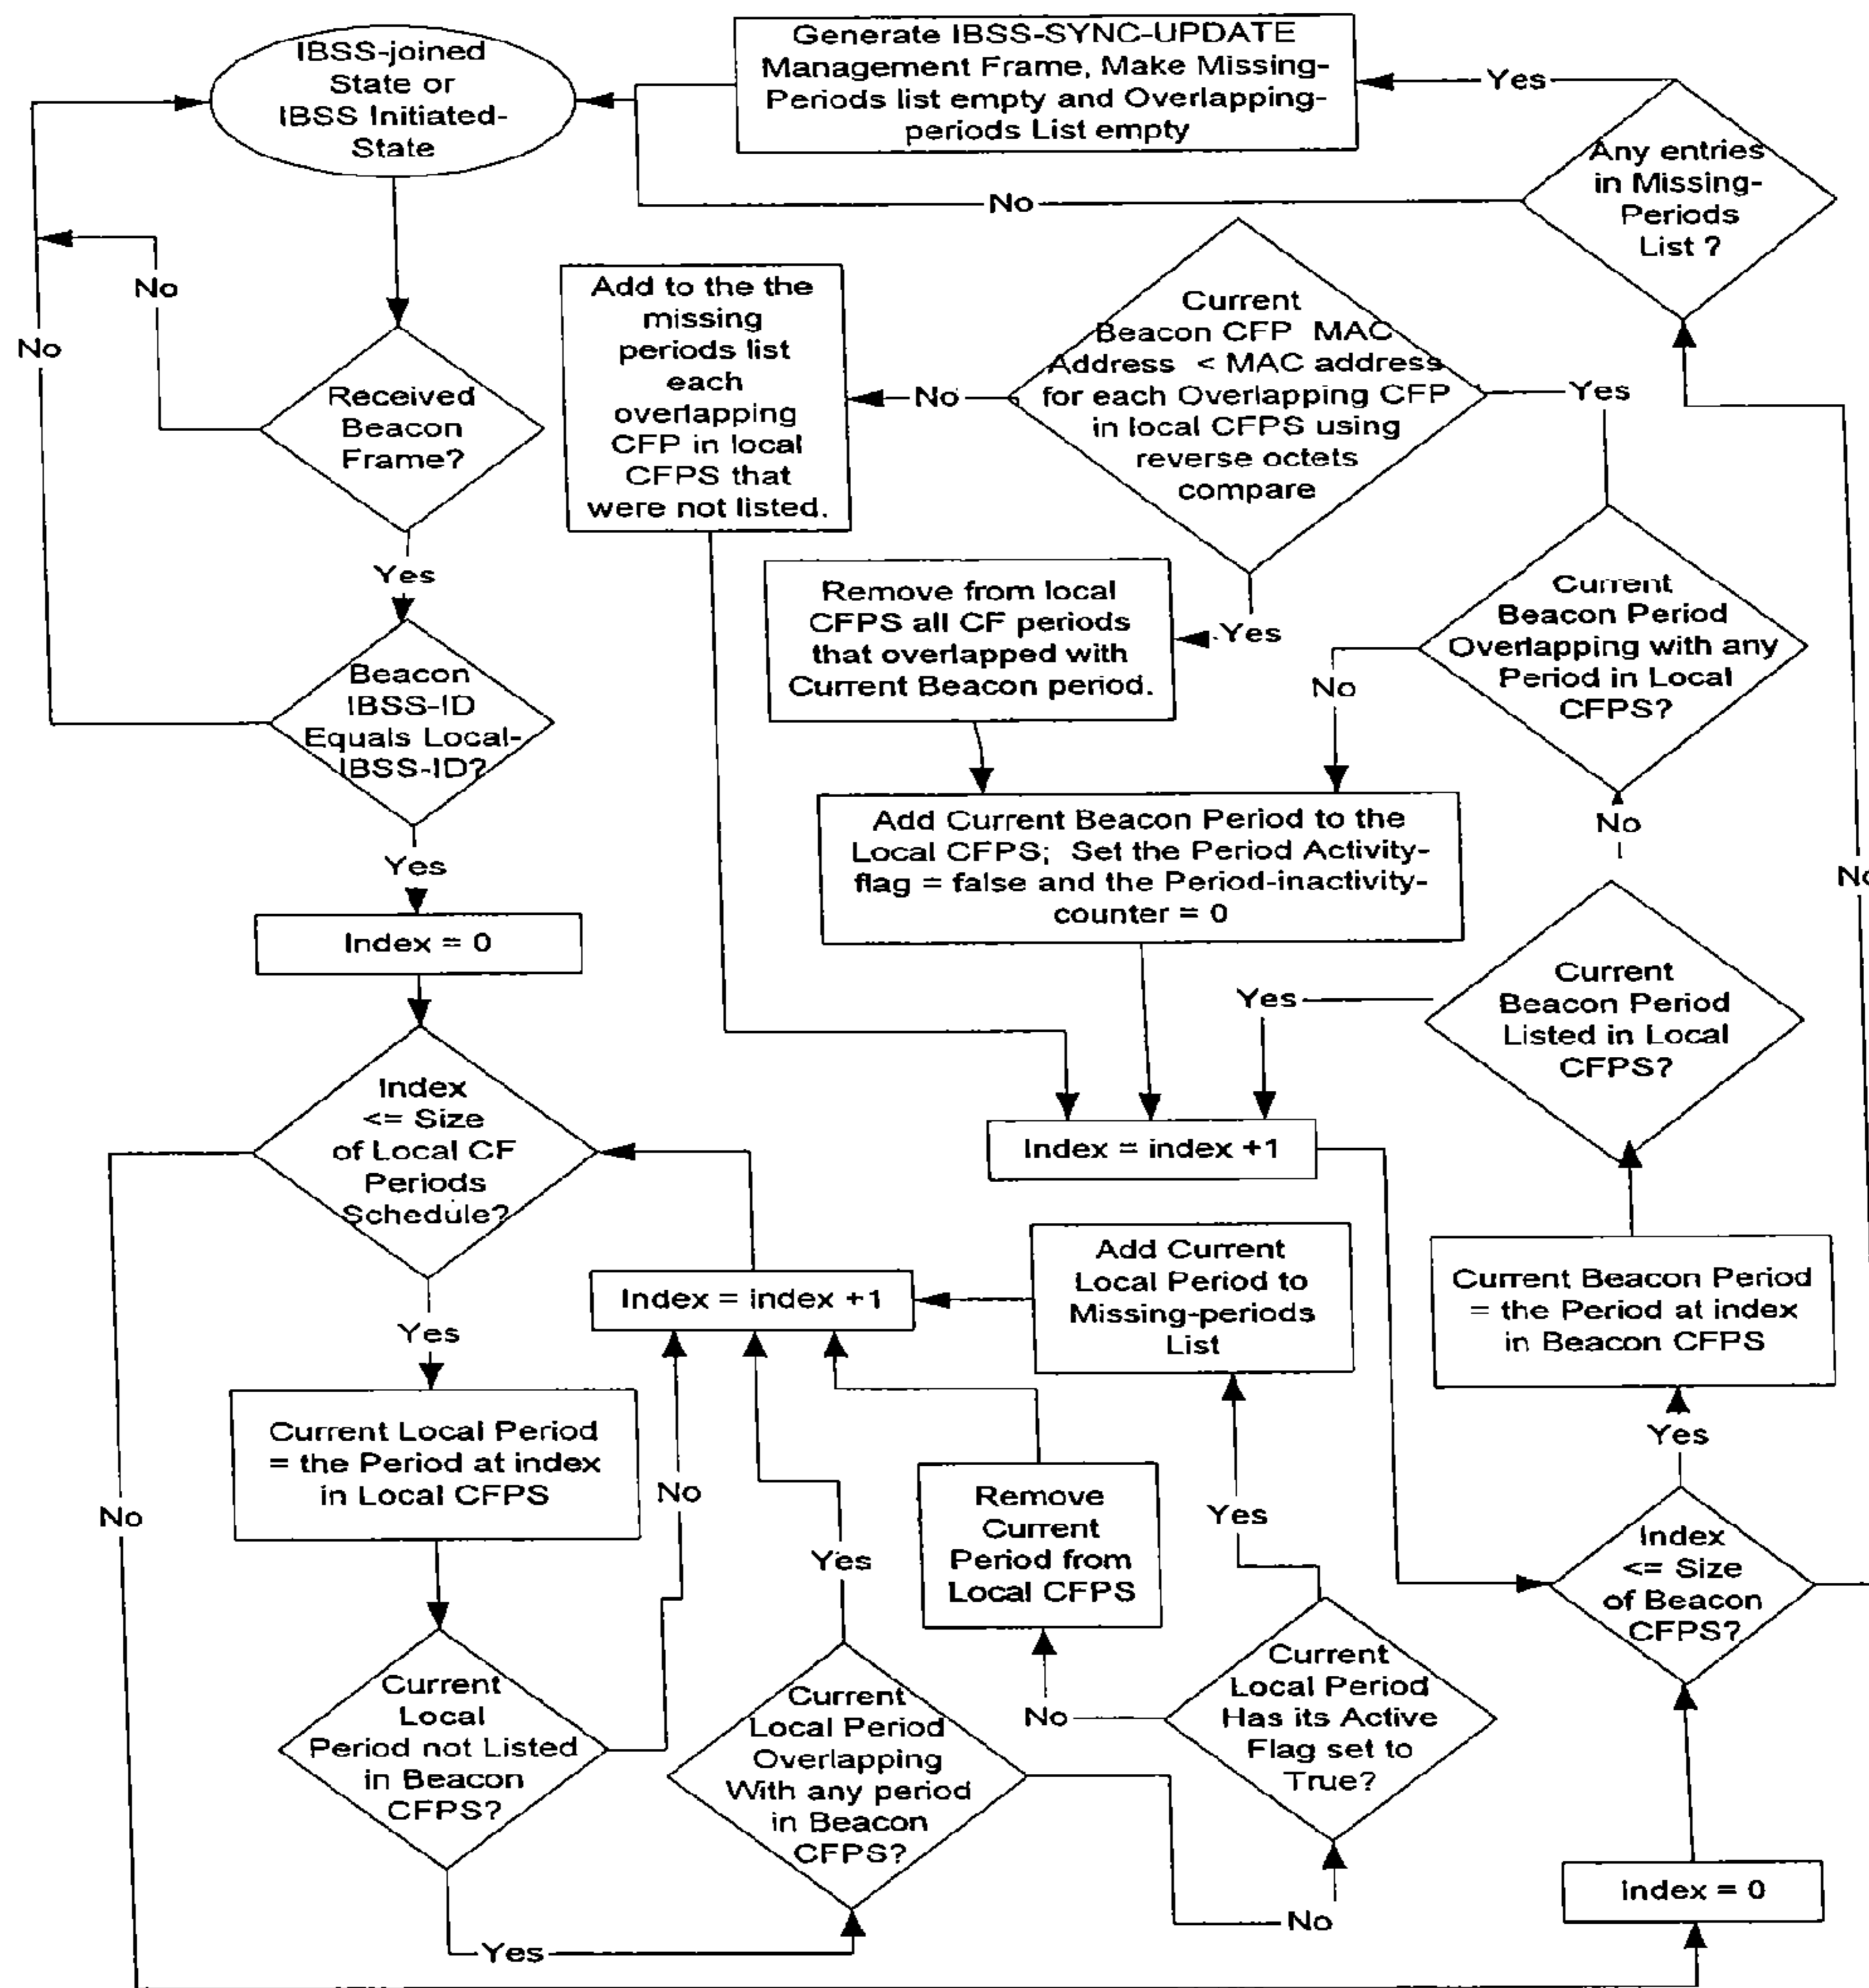 IBSS-joined
State or
IBSS Initiated-
State
Generate IBSS-SYNC-UPDATE
Management Frame, Make Missing-
Periods list empty and Overlapping-
periods List empty
Yes
Any entries
in Missing-
Periods
List ?
No
No
No
Received
Beacon
Frame?
Yes
Add to the the
missing
periods list
each
overlapping
CFP in local
CFPS that
were not listed.
No
Current
Beacon CFP MAC
Address < MAC address
for each Overlapping CFP
in local CFPS using
reverse octets
compare
Yes
Yes
Remove from local
CFPS all CF periods
that overlapped with
Current Beacon period.
Current
Beacon Period
Overlapping with any
Period in Local
CFPS?
No
No
Beacon
IBSS-ID
Equals Local-
IBSS-ID?
Yes
Add Current Beacon Period to the
Local CFPS; Set the Period Activity-
flag = false and the Period-inactivity-
counter = 0
No
Index = 0
Yes
Current
Beacon Period
Listed in Local
CFPS?
Index
<= Size
of Local CF
Periods
Schedule?
Yes
No
Index = index +1
Index = index +1
Add Current
Local Period to
Missing-periods
List
Current Beacon Period
= the Period at index
in Beacon CFPS
Yes
Current Local Period
= the Period at index
in Local CFPS
No
Yes
Remove
Current
Period from
Local CFPS
Yes
Index
<= Size
of Beacon
CFPS?
Current
Local
Period not Listed
in Beacon
CFPS?
Yes
Current
Local Period
Overlapping
With any period
in Beacon
CFPS?
No
No
Current
Local Period
Has its Active
Flag set to
True?
Index = 0